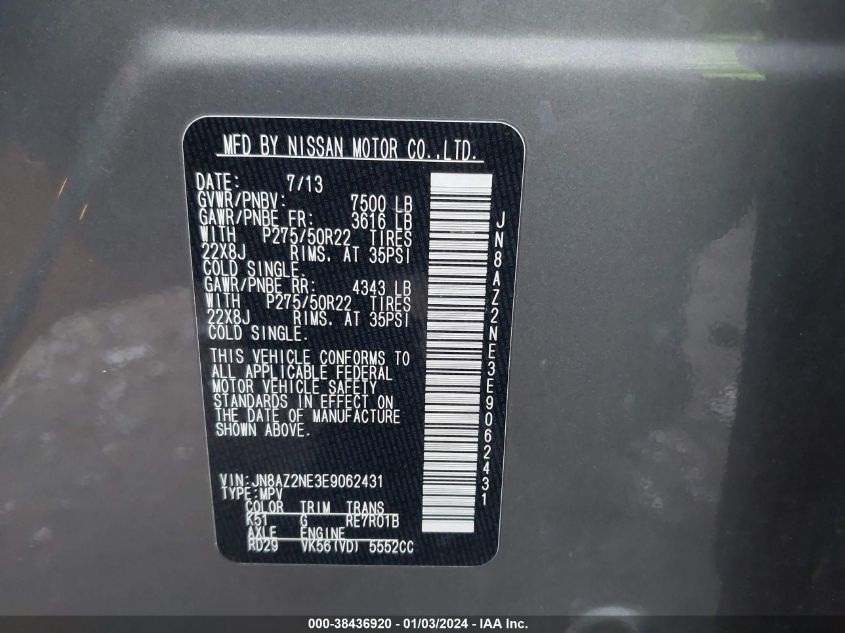 MFD BY NISSAN MOTOR CO.,LTD.
DATE: 7/13
GVWR/PNBV: 7500 LB
GAWR/PNBE FR: 3616 LB
WITH P275/50R22 TIRES
22X8J RIMS. AT 35PSI
COLD SINGLE.
GAWR/PNBE RR: 4343 LB
WITH P275/50R22 TIRES
22X8J RIMS. AT 35PSI
COLD SINGLE.
THIS VEHICLE CONFORMS TO
ALL APPLICABLE FEDERAL
MOTOR VEHICLE SAFETY
STANDARDS IN EFFECT ON
THE DATE OF MANUFACTURE
SHOWN ABOVE.
VIN:JN8AZ2NE3E9062431
TYPE:MPV
COLOR TRIM TRANS
K51 G RE7R01B
AXLE ENGINE
RD29 VK56(VD) 5552CC
JN8AZ2NE3E9062431
000-38436920 - 01/03/2024 - IAA Inc.